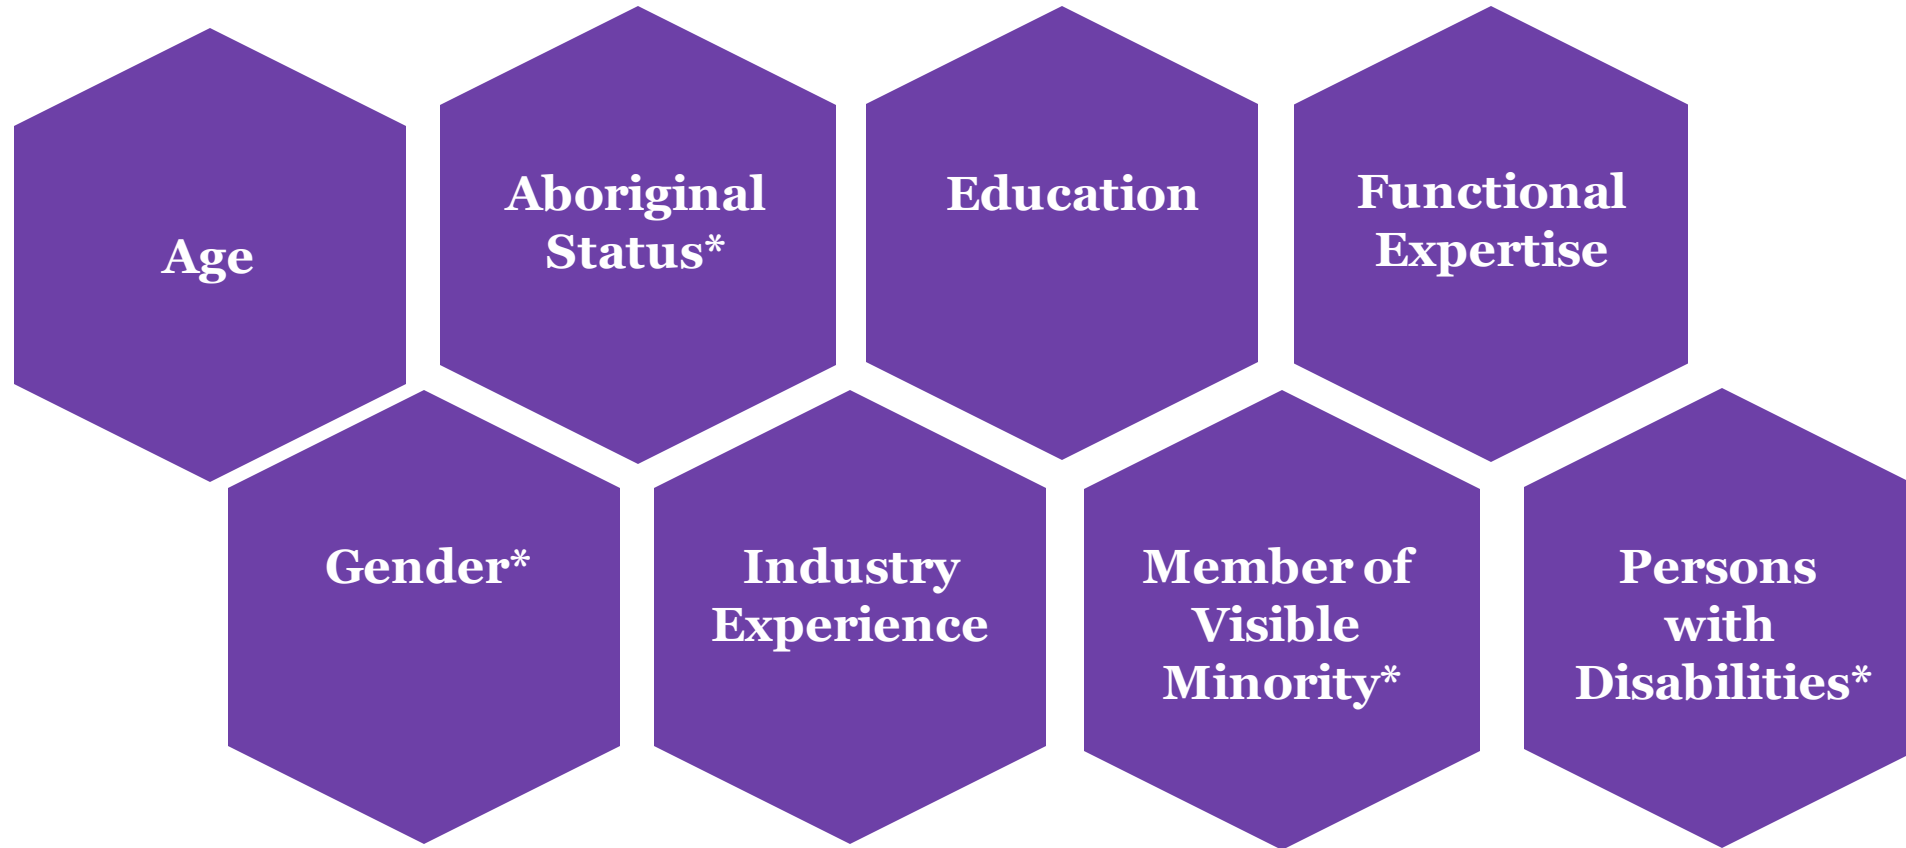 Age
Aboriginal
Status*
Education
Functional
Expertise
Gender*
Industry
Experience
Member of
Visible
Minority*
Persons
with
Disabilities*